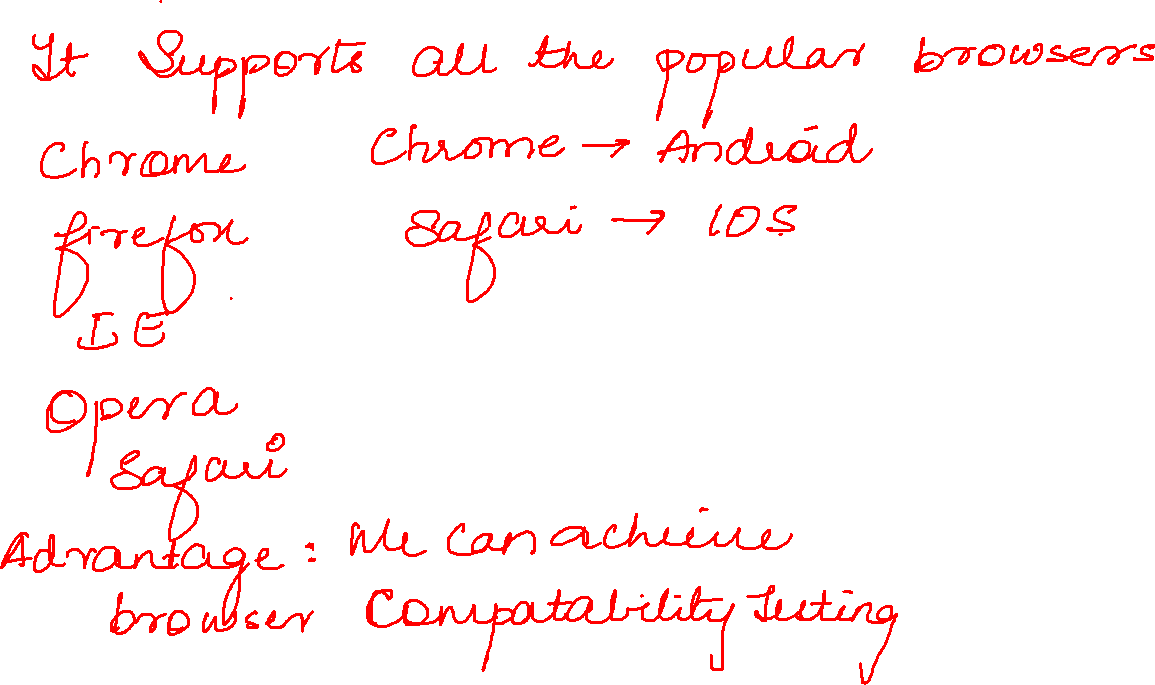 It Supports all the popular browsers
Chrome Chrome → Android
firefox Safari → IOS
IE
Opera
Safari
Advantage: We can achieve
browser Compatability Testing